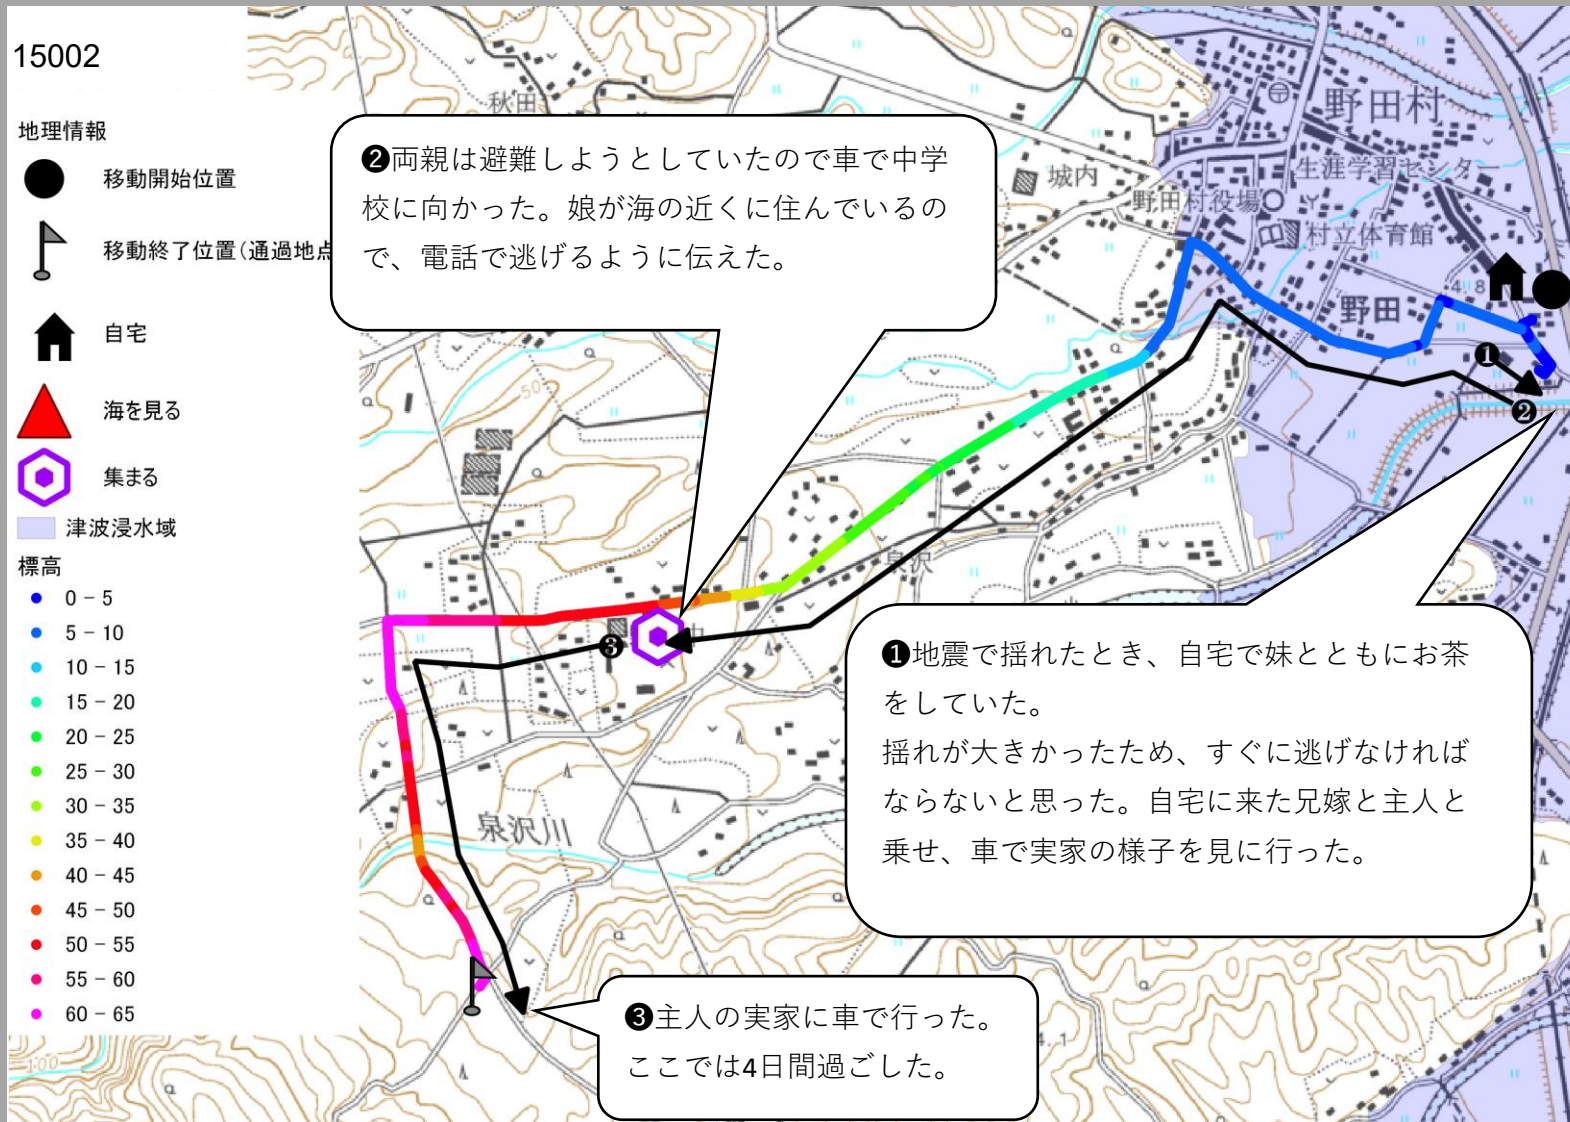 15002
地理情報
移動開始位置
移動終了位置(通過地点
自宅
海を見る
集まる
津波浸水域
標高
0 - 5
5 - 10
10 - 15
15 - 20
20 - 25
25 - 30
30 - 35
35 - 40
40 - 45
45 - 50
50 - 55
55 - 60
60 - 65
❷両親は避難しようとしていたので車で中学
校に向かった。娘が海の近くに住んでいるの
で、電話で逃げるように伝えた。
秋田
野田村
城内
生涯学習センター
野田村役場
村立体育館
4.8
野田
❶
❷
50
泉沢
中
❸
❶地震で揺れたとき、自宅で妹とともにお茶
をしていた。
揺れが大きかったため、すぐに逃げなければ
ならないと思った。自宅に来た兄嫁と主人と
乗せ、車で実家の様子を見に行った。
泉沢川
❸主人の実家に車で行った。
ここでは4日間過ごした。
100